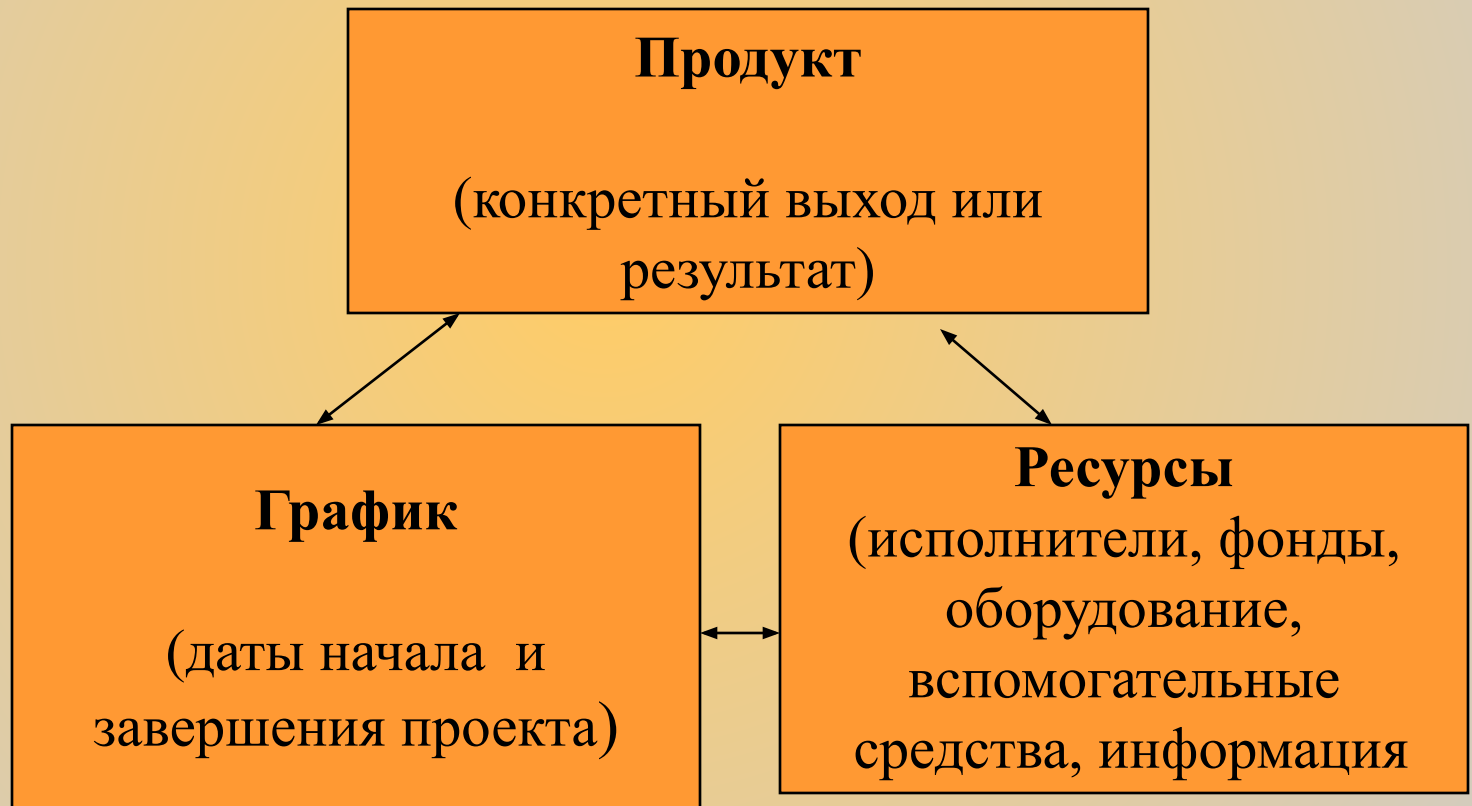 Продукт
(конкретный выход или
результат)
График
(даты начала  и
завершения проекта)
Ресурсы
(исполнители, фонды,
оборудование,
вспомогательные
средства, информация